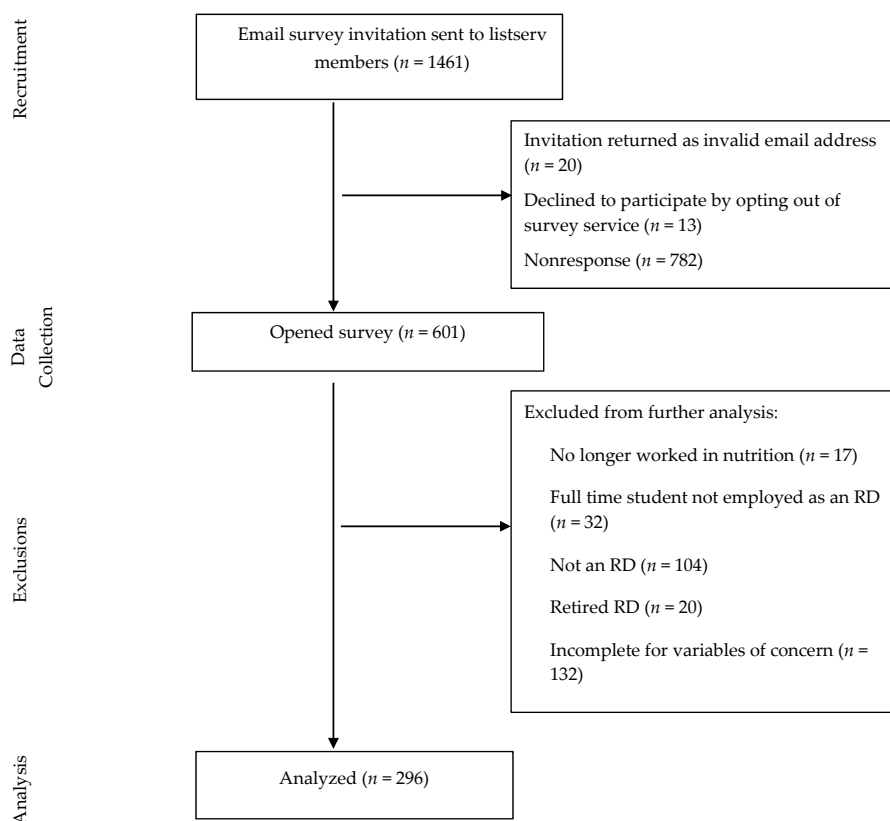 Recruitment
Email survey invitation sent to listserv
members (n = 1461)
Invitation returned as invalid email address
(n = 20)
Declined to participate by opting out of
survey service (n = 13)
Nonresponse (n = 782)
Data
Collection
Opened survey (n = 601)
Exclusions
Excluded from further analysis:
No longer worked in nutrition (n = 17)
Full time student not employed as an RD
(n = 32)
Not an RD (n = 104)
Retired RD (n = 20)
Incomplete for variables of concern (n =
132)
Analysis
Analyzed (n = 296)